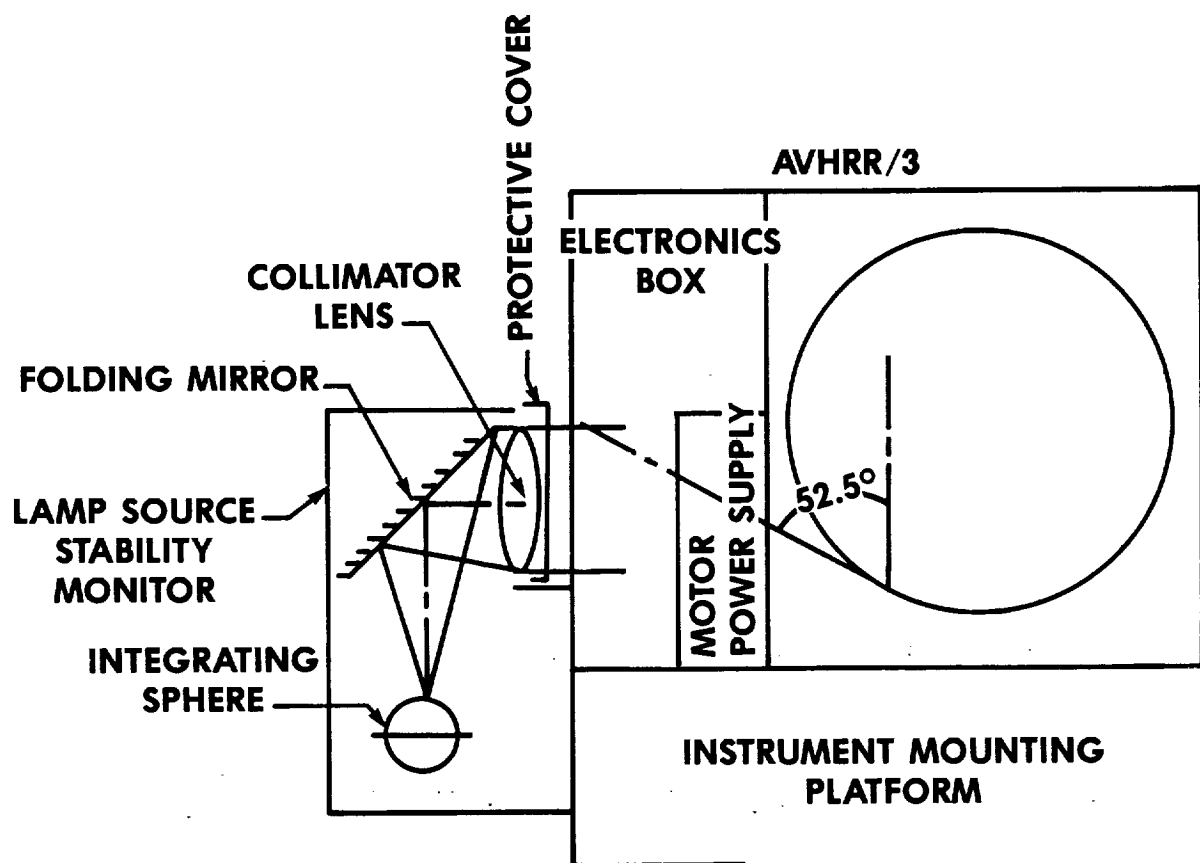 PROTECTIVE COVER
AVHRR/3
ELECTRONICS
BOX
COLLIMATOR
LENS
FOLDING MIRROR
LAMP SOURCE
STABILITY
MONITOR
MOTOR
POWER SUPPLY
52.5°
INTEGRATING
SPHERE
INSTRUMENT MOUNTING
PLATFORM